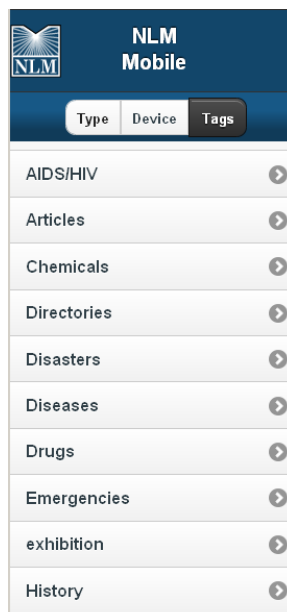 NLM
NLM
Mobile
Type Device Tags
AIDS/HIV
Articles
Chemicals
Directories
Disasters
Diseases
Drugs
Emergencies
exhibition
History